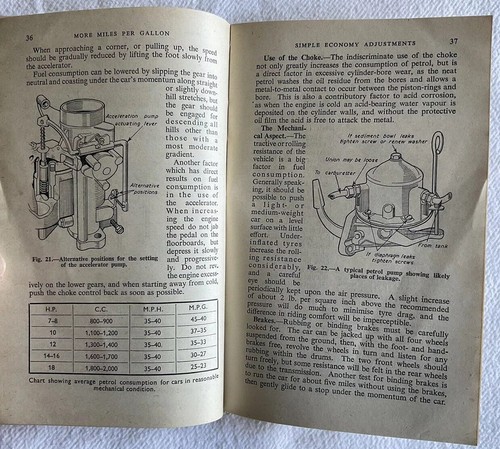 36 MORE MILES PER GALLON
When approaching a corner, or pulling up, the speed
should be gradually reduced by lifting the foot slowly from
the accelerator.
Fuel consumption can be lowered by slipping the gear into
neutral and coasting under the car's momentum along straight
or slightly down-
hill stretches, but
the gear should
be engaged for
descending all
hills other than
those with a
most moderate
gradient.
Another factor
which has direct
results on fuel
consumption is
in the use of
the accelerator.
When increas-
ing the engine
speed do not jab
the pedal on the
floorboards, but
depress it slowly
and progressive-
ly. Do not rev.
the engine excess-
ively on the lower gears, and when starting away from cold,
push the choke control back as soon as possible.
Acceleration pump
actuating lever
Alternative
positions
Fig. 21.—Alternative positions for the setting
of the accelerator pump.
H.P. C.C. M.P.H. M.P.G.
7-8 800-900 35-40 45-40
10 1,100-1,200 35-40 37-35
12 1,300-1,400 35-40 35-33
14-16 1,600-1,700 35-40 30-27
18 1,800-2,000 35-40 25-23
Chart showing average petrol consumption for cars in reasonable
mechanical condition.
SIMPLE ECONOMY ADJUSTMENTS 37
Use of the Choke.—The indiscriminate use of the choke
not only greatly increases the consumption of petrol, but is
a direct factor in excessive cylinder-bore wear, as the neat
petrol washes the oil residue from the bores and allows a
metal-to-metal contact to occur between the piston-rings and
bore. This is also a contributory factor to acid corrosion,
as when the engine is cold an acid-bearing water vapour is
deposited on the cylinder walls, and without the protective
oil film the acid is free to attack the metal.
The Mechani-
cal Aspect.—The
tractive or rolling
resistance of the
vehicle is a big
factor in fuel
consumption.
Generally speak-
ing, it should be
possible to push
a light- or
medium-weight
car on a level
surface with little
effort. Under-
inflated tyres
increase the roll-
ing resistance
considerably,
and a careful
eye should be
periodically kept upon the air pressure. A slight increase
of about 2 lb. per square inch above the recommended
pressure will do much to minimise tyre drag, and the
difference in riding comfort will be imperceptible.
Brakes.—Rubbing or binding brakes must be carefully
looked for. The car can be jacked up with all four wheels
suspended from the ground, then, with the foot- and hand-
brakes free, revolve the wheels in turn and listen for any
rubbing within the drums. The two front wheels should
turn freely, but some resistance will be felt in the rear wheels
due to the transmission. Another test for binding brakes is
to run the car for about five miles without using the brakes,
then gently glide to a stop under the momentum of the car.
If sediment bowl leaks
tighten screw or renew washer
Union may be loose
To carburetter
From tank
If diaphragm leaks
tighten screws.
Fig. 22.—A typical petrol pump showing likely
places of leakage.